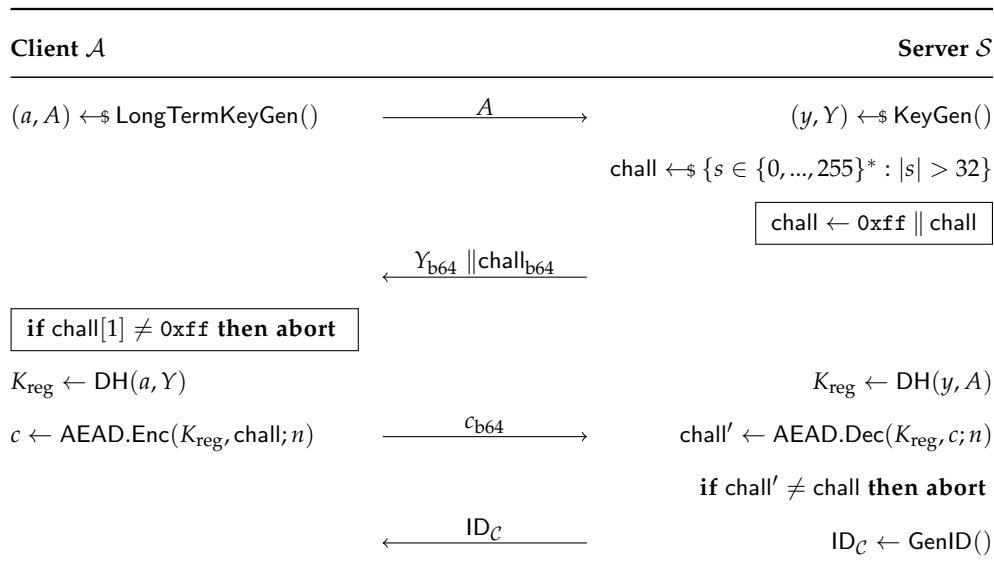 Client 𝒜 Server 𝒮
(a, A) ←$ LongTermKeyGen() A (y, Y) ←$ KeyGen()
chall ←$ {s ∈ {0, ..., 255}* : |s| > 32}
chall ← 0xff ∥ chall
Y_b64 ∥chall_b64
if chall[1] ≠ 0xff then abort
K_reg ← DH(a, Y) K_reg ← DH(y, A)
c ← AEAD.Enc(K_reg, chall; n) c_b64 chall′ ← AEAD.Dec(K_reg, c; n)
if chall′ ≠ chall then abort
ID_𝒞 ID_𝒞 ← GenID()